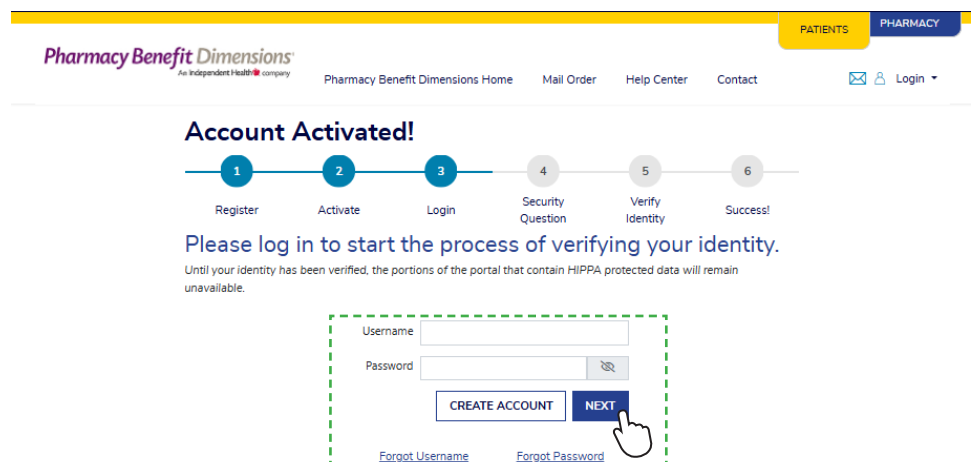 PATIENTS
PHARMACY
Pharmacy Benefit Dimensions
An Independent Health company
Pharmacy Benefit Dimensions Home
Mail Order
Help Center
Contact
Login
Account Activated!
1
2
3
4
5
6
Register
Activate
Login
Security
Question
Verify
Identity
Success!
Please log in to start the process of verifying your identity.
Until your identity has been verified, the portions of the portal that contain HIPPA protected data will remain
unavailable.
Username
Password
CREATE ACCOUNT
NEXT
Forgot Username
Forgot Password